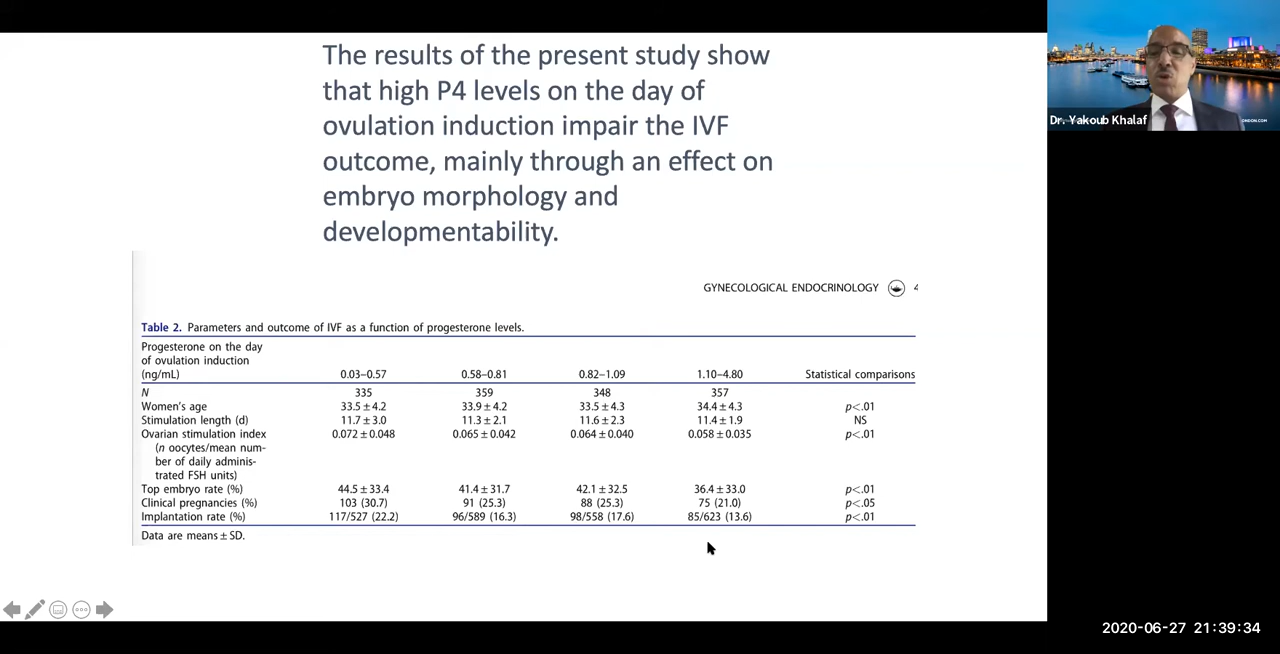 The results of the present study show
that high P4 levels on the day of
ovulation induction impair the IVF
outcome, mainly through an effect on
embryo morphology and
developmentability.
Dr. Yakoub Khalaf
ONDON.COM
GYNECOLOGICAL ENDOCRINOLOGY 4
Table 2. Parameters and outcome of IVF as a function of progesterone levels.
Progesterone on the day
of ovulation induction
(ng/mL) 0.03–0.57 0.58–0.81 0.82–1.09 1.10–4.80 Statistical comparisons
N 335 359 348 357
Women's age 33.5 ± 4.2 33.9 ± 4.2 33.5 ± 4.3 34.4 ± 4.3 p<.01
Stimulation length (d) 11.7 ± 3.0 11.3 ± 2.1 11.6 ± 2.3 11.4 ± 1.9 NS
Ovarian stimulation index 0.072 ± 0.048 0.065 ± 0.042 0.064 ± 0.040 0.058 ± 0.035 p<.01
(n oocytes/mean num-
ber of daily adminis-
trated FSH units)
Top embryo rate (%) 44.5 ± 33.4 41.4 ± 31.7 42.1 ± 32.5 36.4 ± 33.0 p<.01
Clinical pregnancies (%) 103 (30.7) 91 (25.3) 88 (25.3) 75 (21.0) p<.05
Implantation rate (%) 117/527 (22.2) 96/589 (16.3) 98/558 (17.6) 85/623 (13.6) p<.01
Data are means ± SD.
2020-06-27 21:39:34